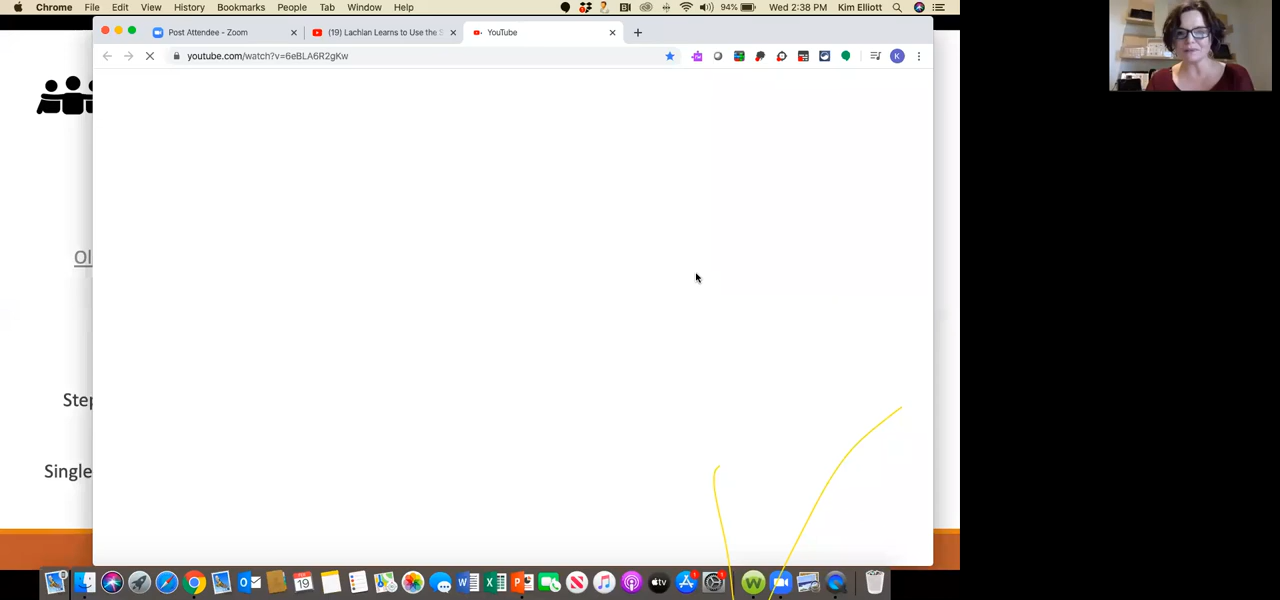 Chrome File Edit View History Bookmarks People Tab Window Help 94% Wed 2:38 PM Kim Elliott
Post Attendee - Zoom (19) Lachlan Learns to Use the YouTube
youtube.com/watch?v=6eBLA6R2gKw K
Ol
Step
Single
19